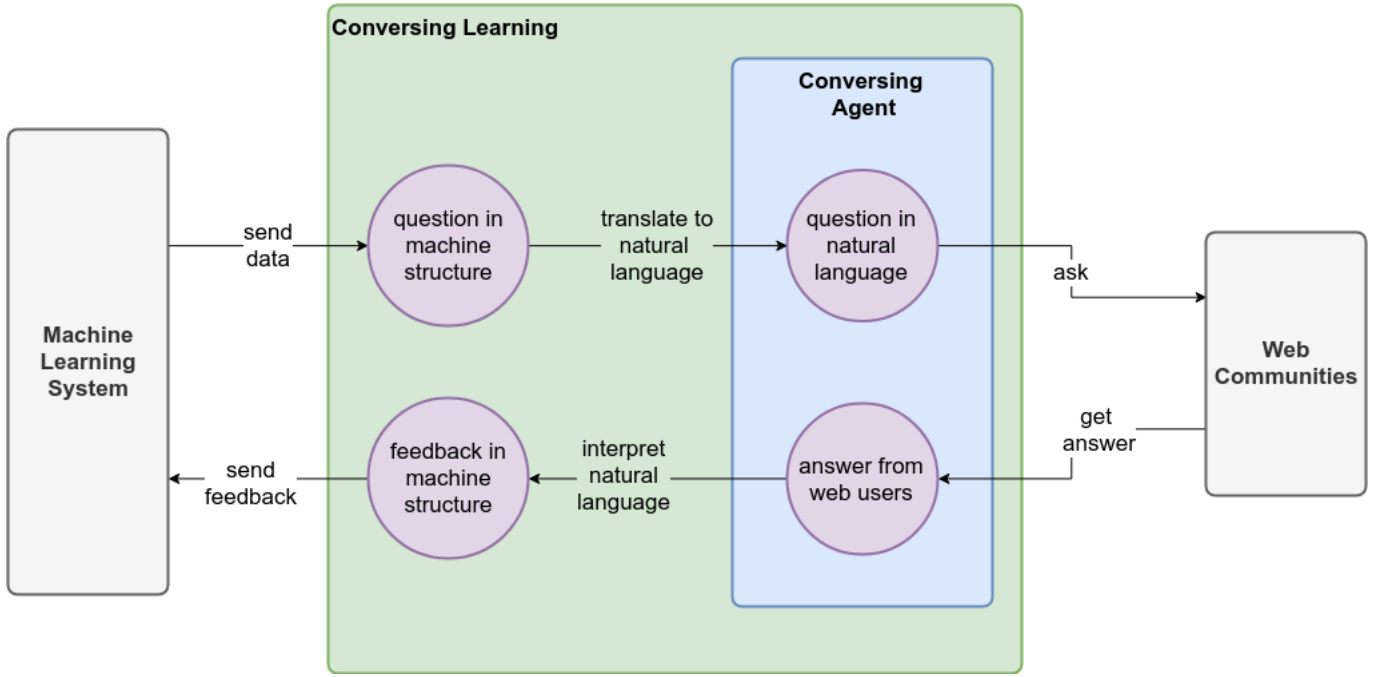 Conversing Learning
Conversing
Agent
Machine
Learning
System
send
data
question in
machine
structure
translate to
natural
language
question in
natural
language
ask
Web
Communities
get
answer
answer from
web users
interpret
natural
language
feedback in
machine
structure
send
feedback